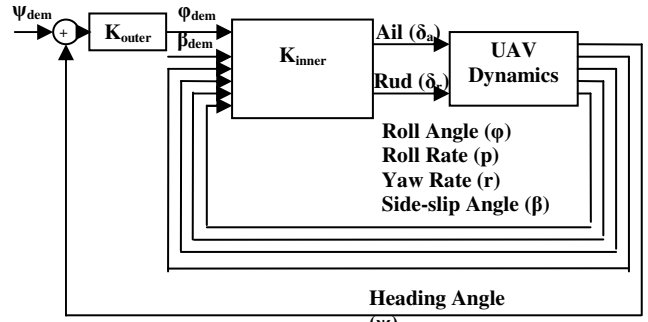 ψdem
+
Kouter
φdem
βdem
Kinner
Ail (δa)
Rud (δr)
UAV
Dynamics
Roll Angle (φ)
Roll Rate (p)
Yaw Rate (r)
Side-slip Angle (β)
Heading Angle